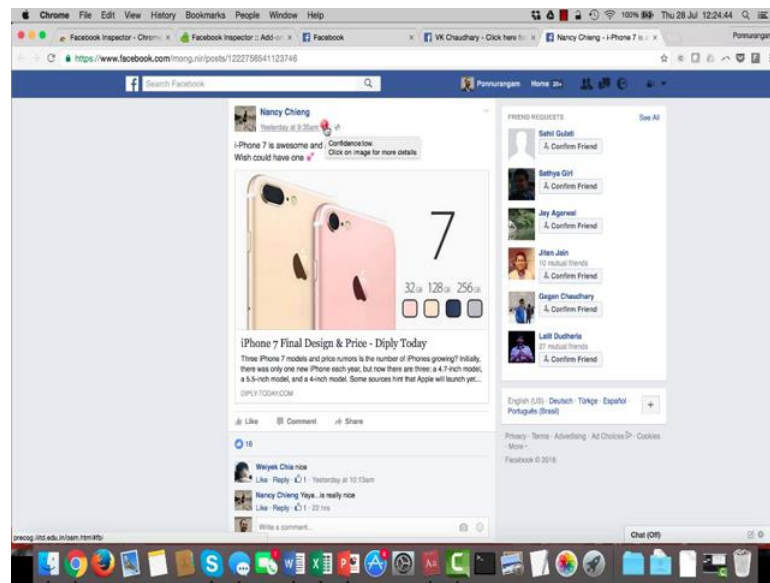 Chrome File Edit View History Bookmarks People Window Help
100% Thu 28 Jul 12:24:44
Facebook Inspector - Chrom
Facebook Inspector :: Add-on
Facebook
VK Chaudhary - Click here
Nancy Chieng - i-Phone 7 is
Ponnurangam
https://www.facebook.com/mong.nir/posts/1222756541123746
Search Facebook
Ponnurangam Home 20+
Nancy Chieng
Yesterday at 9:35am
i-Phone 7 is awesome and
Wish could have one
Confidence:low.
Click on image for more details
7
32GB 128GB 256GB
iPhone 7 Final Design & Price - Diply Today
Three iPhone 7 models and price rumors Is the number of iPhones growing? Initially,
there was only one new iPhone each year, but now there are three: a 4.7-inch model,
a 5.5-inch model, and a 4-inch model. Some sources hint that Apple will launch yet...
DIPLY-TODAY.COM
Like Comment Share
18
Weiyek Chia nice
Like · Reply · 1 · Yesterday at 10:13am
Nancy Chieng Yaya...is really nice
Like · Reply · 1 · 22 hrs
Write a comment...
FRIEND REQUESTS See All
Sahil Gulati
Confirm Friend
Sathya Giri
Confirm Friend
Jay Agarwal
Confirm Friend
Jiten Jain
10 mutual friends
Confirm Friend
Gagan Chaudhary
Confirm Friend
Lalit Dudheria
27 mutual friends
Confirm Friend
English (US) · Deutsch · Türkçe · Español ·
Português (Brasil)
Privacy · Terms · Advertising · Ad Choices · Cookies
· More
Facebook © 2016
precog.iiitd.edu.in/osm.html#fbi
Chat (Off)